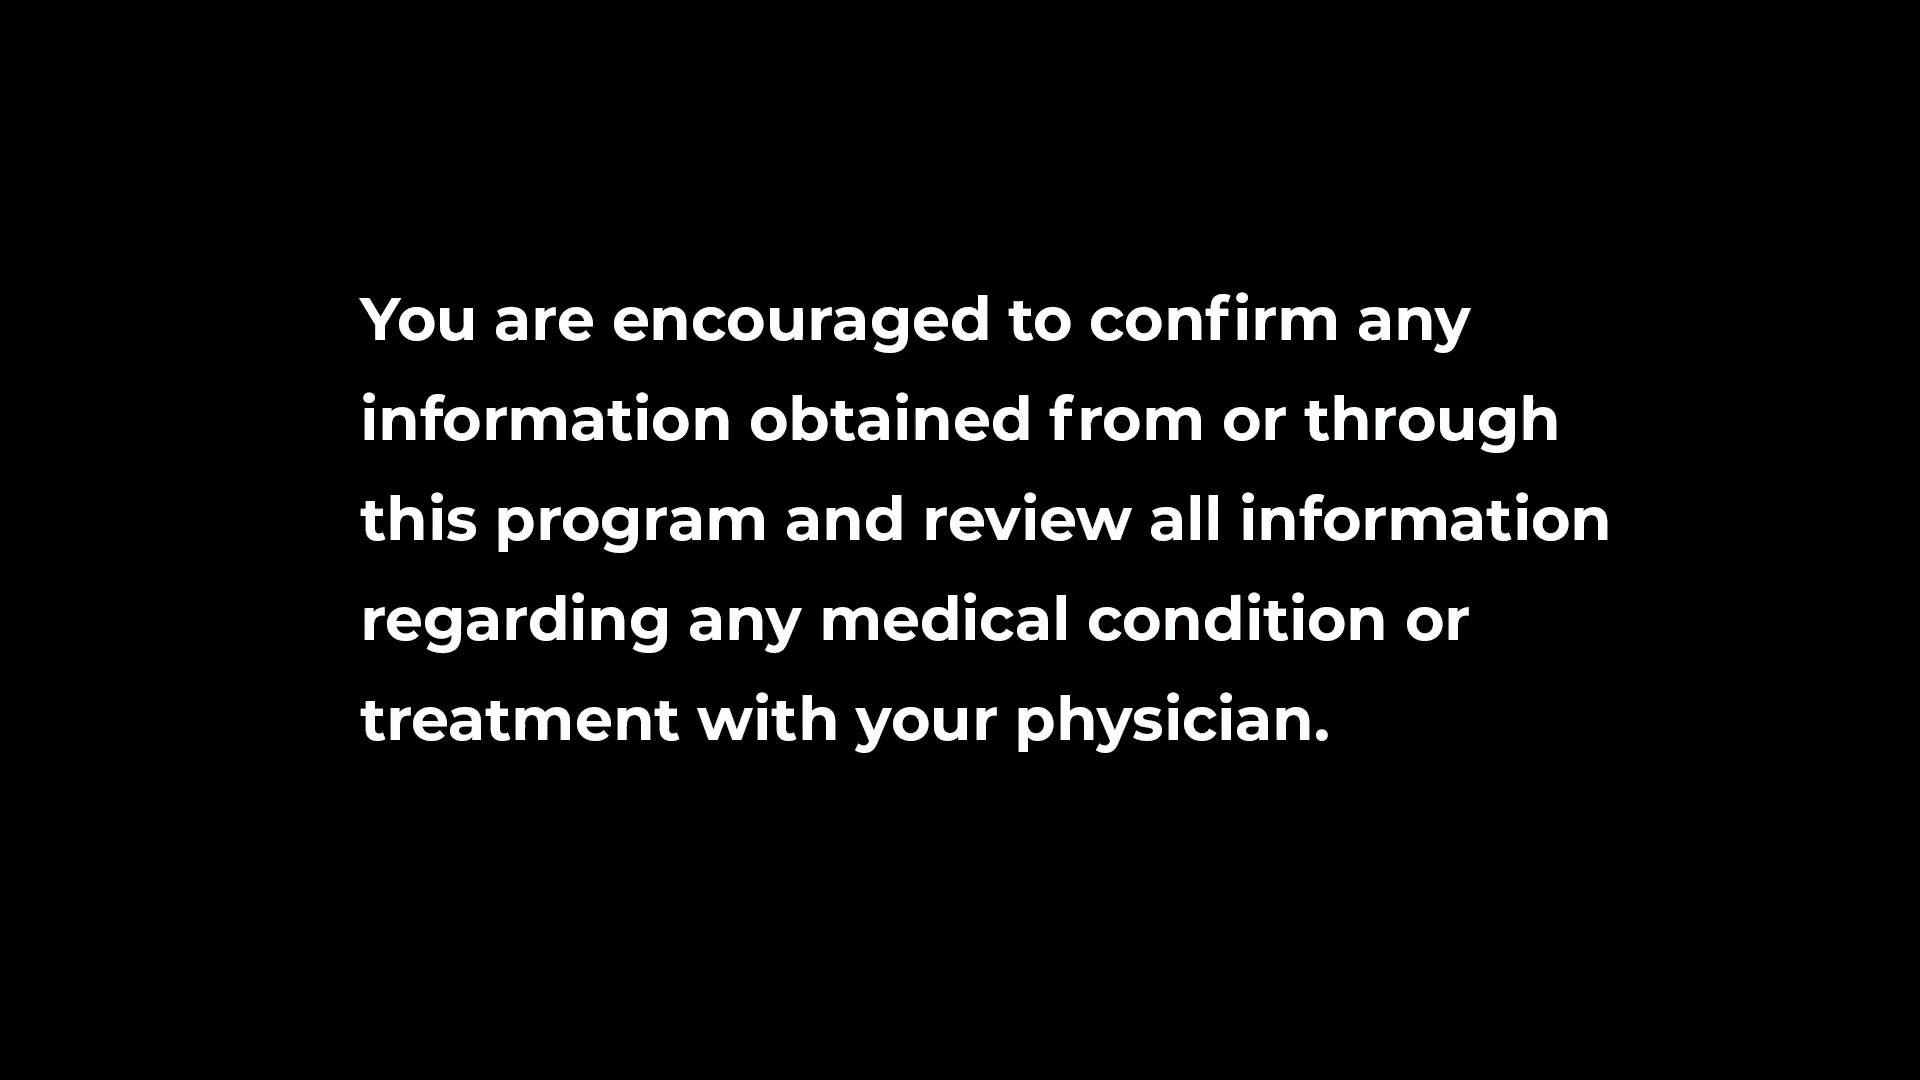 You are encouraged to confirm any
information obtained from or through
this program and review all information
regarding any medical condition or
treatment with your physician.